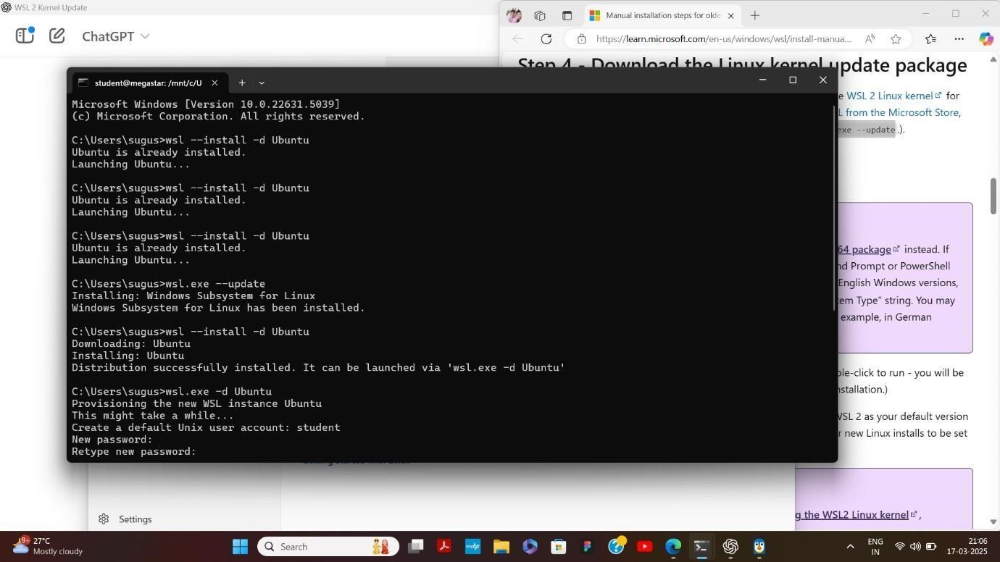 WSL 2 Kernel Update
ChatGPT
Manual installation steps for olde
https://learn.microsoft.com/en-us/windows/wsl/install-manua...
Step 4 - Download the Linux kernel update package
e WSL 2 Linux kernel for
L from the Microsoft Store,
exe --update.).
student@megastar: /mnt/c/U
Microsoft Windows [Version 10.0.22631.5039]
(c) Microsoft Corporation. All rights reserved.
C:\Users\sugus>wsl --install -d Ubuntu
Ubuntu is already installed.
Launching Ubuntu...
C:\Users\sugus>wsl --install -d Ubuntu
Ubuntu is already installed.
Launching Ubuntu...
C:\Users\sugus>wsl --install -d Ubuntu
Ubuntu is already installed.
Launching Ubuntu...
C:\Users\sugus>wsl.exe --update
Installing: Windows Subsystem for Linux
Windows Subsystem for Linux has been installed.
C:\Users\sugus>wsl --install -d Ubuntu
Downloading: Ubuntu
Installing: Ubuntu
Distribution successfully installed. It can be launched via 'wsl.exe -d Ubuntu'
C:\Users\sugus>wsl.exe -d Ubuntu
Provisioning the new WSL instance Ubuntu
This might take a while...
Create a default Unix user account: student
New password:
Retype new password:
64 package instead. If
nd Prompt or PowerShell
English Windows versions,
tem Type" string. You may
example, in German
ble-click to run - you will be
nstallation.)
WSL 2 as your default version
r new Linux installs to be set
g the WSL2 Linux kernel,
Settings
9+
27°C
Mostly cloudy
Search
myhp
ENG
IN
21:06
17-03-2025